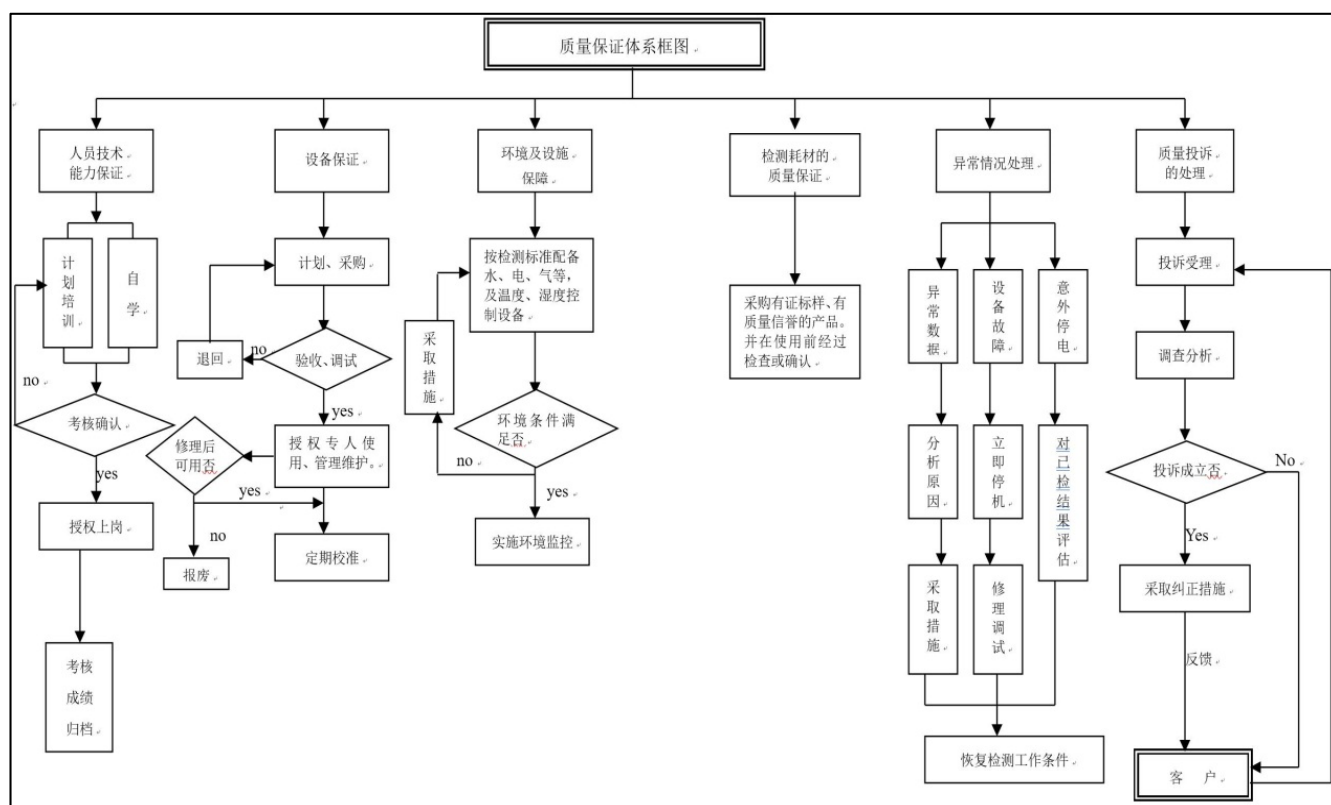 质量保证体系框图
人员技术
能力保证
计划培训
自学
no
考核确认
yes
授权上岗
考核
成绩
归档
设备保证
计划、采购
退回
no
验收、调试
yes
修理后
可用否
授权专人使
用、管理维护。
yes
no
报废
定期校准
环境及设施
保障
按检测标准配备
水、电、气等，
及温度、湿度控
制设备
采取措施
环境条件满
足否
no
yes
实施环境监控
检测耗材的
质量保证
采购有证标样、有
质量信誉的产品。
并在使用前经过
检查或确认
异常情况处理
异常数据
设备故障
意外停电
分析原因
立即停机
对已检结果评估
采取措施
修理调试
恢复检测工作条件
质量投诉
的处理
投诉受理
调查分析
投诉成立否
No
Yes
采取纠正措施
反馈
客户